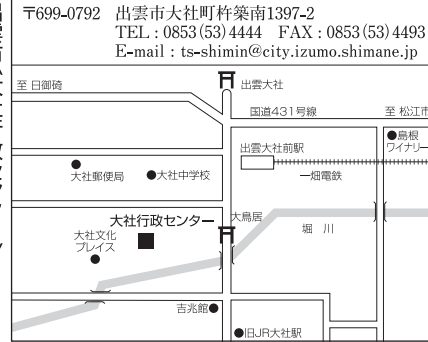 〒699-0792 出雲市大社町杵築南1397-2
TEL：0853(53)4444 FAX：0853(53)4493
E-mail：ts-shimin@city.izumo.shimane.jp
至 日御碕
出雲大社
国道431号線
至 松江市
出雲大社前駅
●島根
ワイナリー
一畑電鉄
大社郵便局
●大社中学校
大社行政センター
大鳥居
堀 川
大社文化
プレイス
吉兆館●
●旧JR大社駅